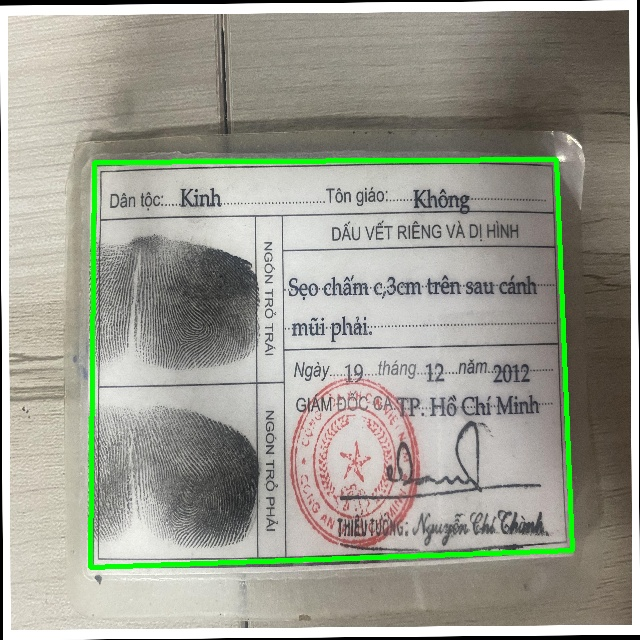 Dân tộc:....Kinh........................Tôn giáo:......Không
DẤU VẾT RIÊNG VÀ DỊ HÌNH
NGÓN TRỎ TRÁI
Sẹo chấm c,3cm trên sau cánh
mũi phải.
Ngày...19...tháng...12...năm.2012
GIÁM ĐỐC CA TP. Hồ Chí Minh
NGÓN TRỎ PHẢI
THIẾU TƯỚNG: Nguyễn Chí Thành